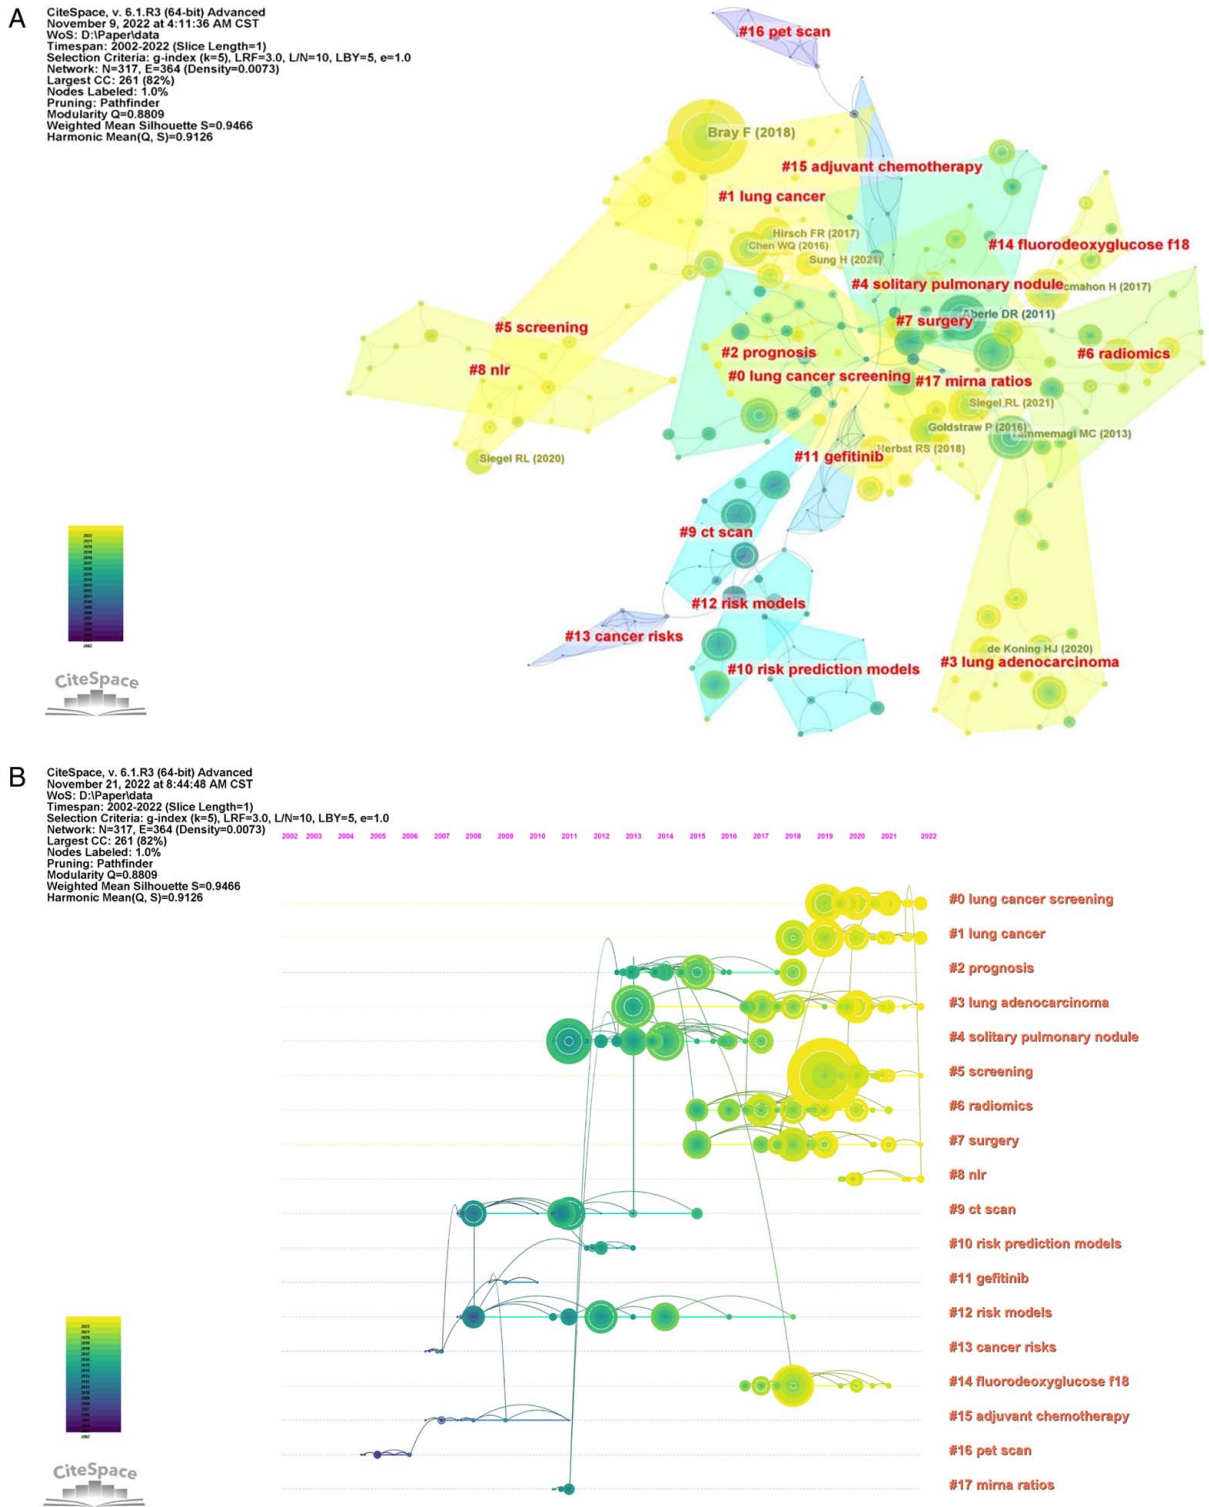 A
CiteSpace, v. 6.1.R3 (64-bit) Advanced
November 9, 2022 at 4:11:36 AM CST
WoS: D:\Paper\data
Timespan: 2002-2022 (Slice Length=1)
Selection Criteria: g-index (k=5), LRF=3.0, L/N=10, LBY=5, e=1.0
Network: N=317, E=364 (Density=0.0073)
Largest CC: 261 (82%)
Nodes Labeled: 1.0%
Pruning: Pathfinder
Modularity Q=0.8809
Weighted Mean Silhouette S=0.9466
Harmonic Mean(Q, S)=0.9126
#16 pet scan
Bray F (2018)
#15 adjuvant chemotherapy
#1 lung cancer
Hirsch FR (2017)
Chen WQ (2016)
#14 fluorodeoxyglucose f18
Sung H (2021)
#4 solitary pulmonary nodule
cmahon H (2017)
Aberle DR (2011)
#7 surgery
#5 screening
#2 prognosis
#6 radiomics
#8 nlr
#0 lung cancer screening
#17 mirna ratios
Siegel RL (2021)
Goldstraw P (2016)
MC (2013)
Herbst RS (2018)
#11 gefitinib
Siegel RL (2020)
#9 ct scan
#12 risk models
#13 cancer risks
de Koning HJ (2020)
#3 lung adenocarcinoma
#10 risk prediction models
CiteSpace
B
CiteSpace, v. 6.1.R3 (64-bit) Advanced
November 21, 2022 at 8:44:48 AM CST
WoS: D:\Paper\data
Timespan: 2002-2022 (Slice Length=1)
Selection Criteria: g-index (k=5), LRF=3.0, L/N=10, LBY=5, e=1.0
Network: N=317, E=364 (Density=0.0073)
Largest CC: 261 (82%)
Nodes Labeled: 1.0%
Pruning: Pathfinder
Modularity Q=0.8809
Weighted Mean Silhouette S=0.9466
Harmonic Mean(Q, S)=0.9126
2002 2003 2004 2005 2006 2007 2008 2009 2010 2011 2012 2013 2014 2015 2016 2017 2018 2019 2020 2021 2022
#0 lung cancer screening
#1 lung cancer
#2 prognosis
#3 lung adenocarcinoma
#4 solitary pulmonary nodule
#5 screening
#6 radiomics
#7 surgery
#8 nlr
#9 ct scan
#10 risk prediction models
#11 gefitinib
#12 risk models
#13 cancer risks
#14 fluorodeoxyglucose f18
#15 adjuvant chemotherapy
#16 pet scan
#17 mirna ratios
CiteSpace